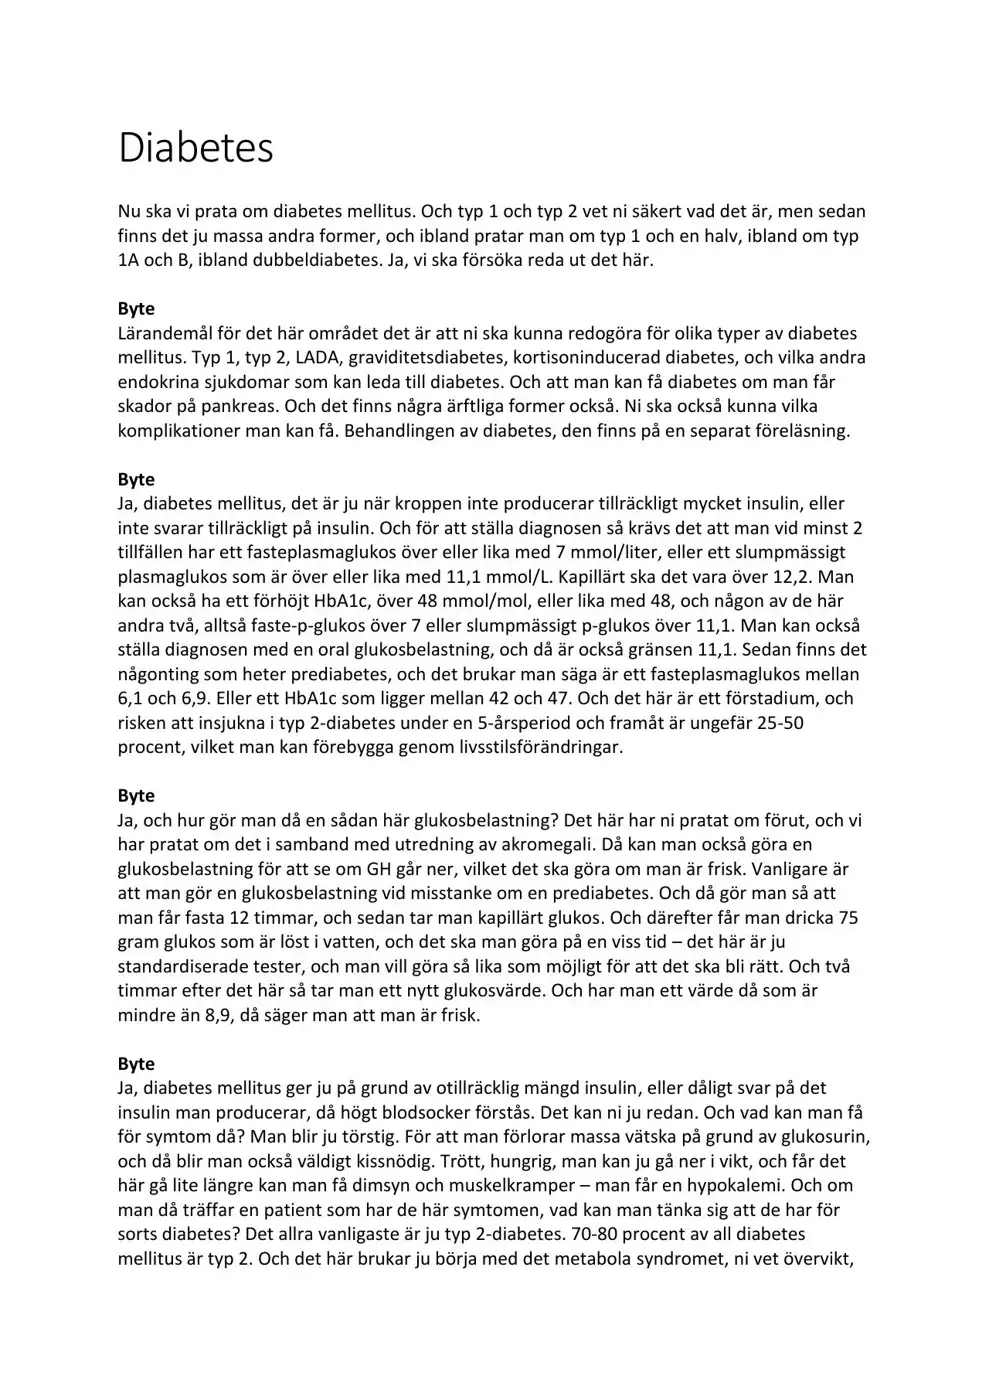 Diabetes
Nu ska vi prata om diabetes mellitus. Och typ 1 och typ 2 vet ni säkert vad det är, men sedan
finns det ju massa andra former, och ibland pratar man om typ 1 och en halv, ibland om typ
1A och B, ibland dubbeldiabetes. Ja, vi ska försöka reda ut det här.
Byte
Lärandemål för det här området det är att ni ska kunna redogöra för olika typer av diabetes
mellitus. Typ 1, typ 2, LADA, graviditetsdiabetes, kortisoninducerad diabetes, och vilka andra
endokrina sjukdomar som kan leda till diabetes. Och att man kan få diabetes om man får
skador på pankreas. Och det finns några ärftliga former också. Ni ska också kunna vilka
komplikationer man kan få. Behandlingen av diabetes, den finns på en separat föreläsning.
Byte
Ja, diabetes mellitus, det är ju när kroppen inte producerar tillräckligt mycket insulin, eller
inte svarar tillräckligt på insulin. Och för att ställa diagnosen så krävs det att man vid minst 2
tillfällen har ett fasteplasmaglukos över eller lika med 7 mmol/liter, eller ett slumpmässigt
plasmaglukos som är över eller lika med 11,1 mmol/L. Kapillärt ska det vara över 12,2. Man
kan också ha ett förhöjt HbA1c, över 48 mmol/mol, eller lika med 48, och någon av de här
andra två, alltså faste-p-glukos över 7 eller slumpmässigt p-glukos över 11,1. Man kan också
ställa diagnosen med en oral glukosbelastning, och då är också gränsen 11,1. Sedan finns det
någonting som heter prediabetes, och det brukar man säga är ett fasteplasmaglukos mellan
6,1 och 6,9. Eller ett HbA1c som ligger mellan 42 och 47. Och det här är ett förstadium, och
risken att insjukna i typ 2-diabetes under en 5-årsperiod och framåt är ungefär 25-50
procent, vilket man kan förebygga genom livsstilsförändringar.
Byte
Ja, och hur gör man då en sådan här glukosbelastning? Det här har ni pratat om förut, och vi
har pratat om det i samband med utredning av akromegali. Då kan man också göra en
glukosbelastning för att se om GH går ner, vilket det ska göra om man är frisk. Vanligare är
att man gör en glukosbelastning vid misstanke om en prediabetes. Och då gör man så att
man får fasta 12 timmar, och sedan tar man kapillärt glukos. Och därefter får man dricka 75
gram glukos som är löst i vatten, och det ska man göra på en viss tid – det här är ju
standardiserade tester, och man vill göra så lika som möjligt för att det ska bli rätt. Och två
timmar efter det här så tar man ett nytt glukosvärde. Och har man ett värde då som är
mindre än 8,9, då säger man att man är frisk.
Byte
Ja, diabetes mellitus ger ju på grund av otillräcklig mängd insulin, eller dåligt svar på det
insulin man producerar, då högt blodsocker förstås. Det kan ni ju redan. Och vad kan man få
för symtom då? Man blir ju törstig. För att man förlorar massa vätska på grund av glukosurin,
och då blir man också väldigt kissnödig. Trött, hungrig, man kan ju gå ner i vikt, och får det
här gå lite längre kan man få dimsyn och muskelkramper – man får en hypokalemi. Och om
man då träffar en patient som har de här symtomen, vad kan man tänka sig att de har för
sorts diabetes? Det allra vanligaste är ju typ 2-diabetes. 70-80 procent av all diabetes
mellitus är typ 2. Och det här brukar ju börja med det metabola syndromet, ni vet övervikt,